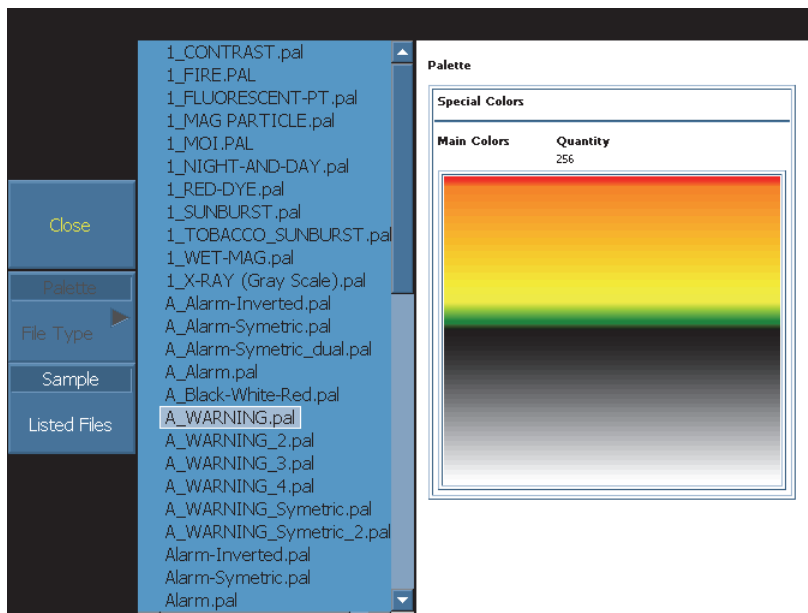 Close
Palette
File Type
Sample
Listed Files
1_CONTRAST.pal
1_FIRE.PAL
1_FLUORESCENT-PT.pal
1_MAG PARTICLE.pal
1_MOI.PAL
1_NIGHT-AND-DAY.pal
1_RED-DYE.pal
1_SUNBURST.pal
1_TOBACCO_SUNBURST.pal
1_WET-MAG.pal
1_X-RAY (Gray Scale).pal
A_Alarm-Inverted.pal
A_Alarm-Symetric.pal
A_Alarm-Symetric_dual.pal
A_Alarm.pal
A_Black-White-Red.pal
A_WARNING.pal
A_WARNING_2.pal
A_WARNING_3.pal
A_WARNING_4.pal
A_WARNING_Symetric.pal
A_WARNING_Symetric_2.pal
Alarm-Inverted.pal
Alarm-Symetric.pal
Alarm.pal
Palette
Special Colors
Main Colors Quantity
256